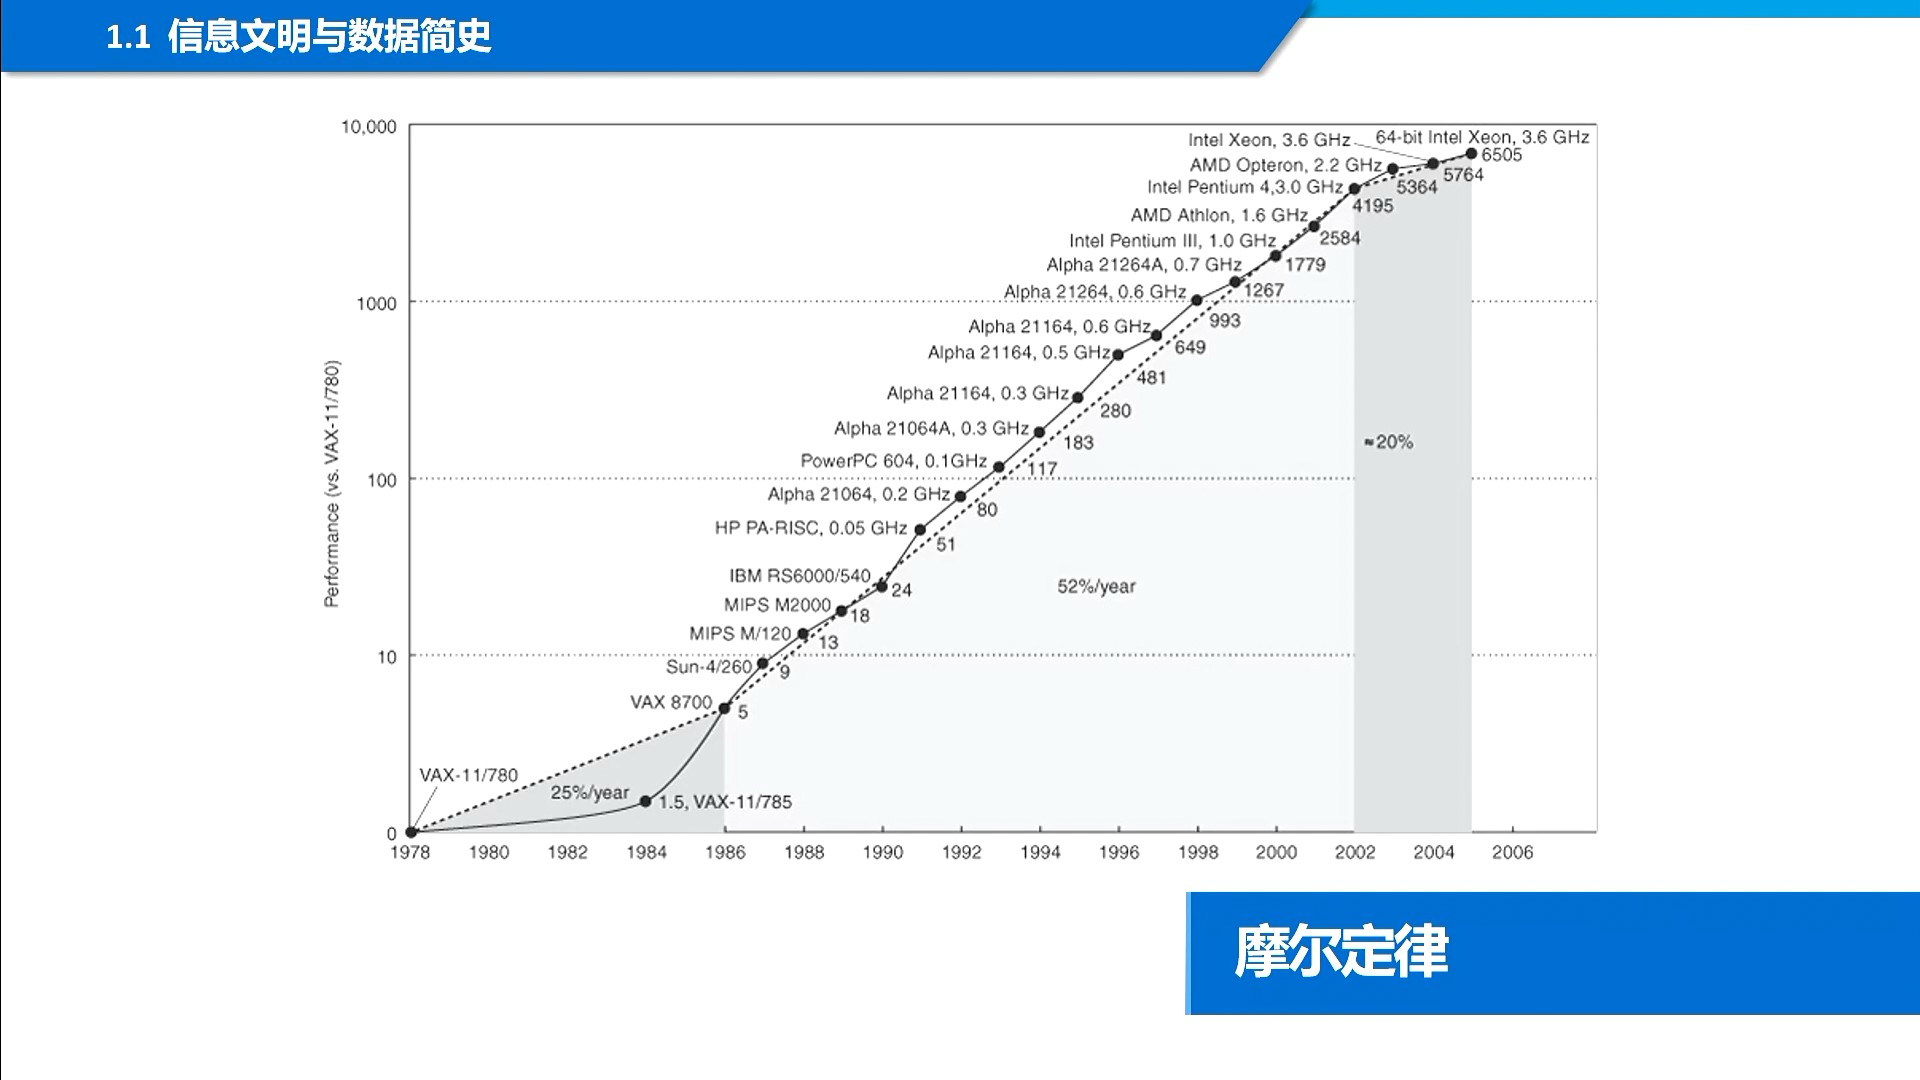 1.1 信息文明与数据简史
10,000
1000
100
10
0
Performance (vs. VAX-11/780)
Intel Xeon, 3.6 GHz
64-bit Intel Xeon, 3.6 GHz
6505
AMD Opteron, 2.2 GHz
5764
Intel Pentium 4,3.0 GHz
5364
4195
AMD Athlon, 1.6 GHz
2584
Intel Pentium III, 1.0 GHz
1779
Alpha 21264A, 0.7 GHz
1267
Alpha 21264, 0.6 GHz
993
Alpha 21164, 0.6 GHz
649
Alpha 21164, 0.5 GHz
481
Alpha 21164, 0.3 GHz
280
Alpha 21064A, 0.3 GHz
183
≈20%
PowerPC 604, 0.1GHz
117
Alpha 21064, 0.2 GHz
80
HP PA-RISC, 0.05 GHz
51
IBM RS6000/540
24
52%/year
MIPS M2000
18
MIPS M/120
13
Sun-4/260
9
VAX 8700
5
VAX-11/780
25%/year
1.5, VAX-11/785
1978 1980 1982 1984 1986 1988 1990 1992 1994 1996 1998 2000 2002 2004 2006
摩尔定律